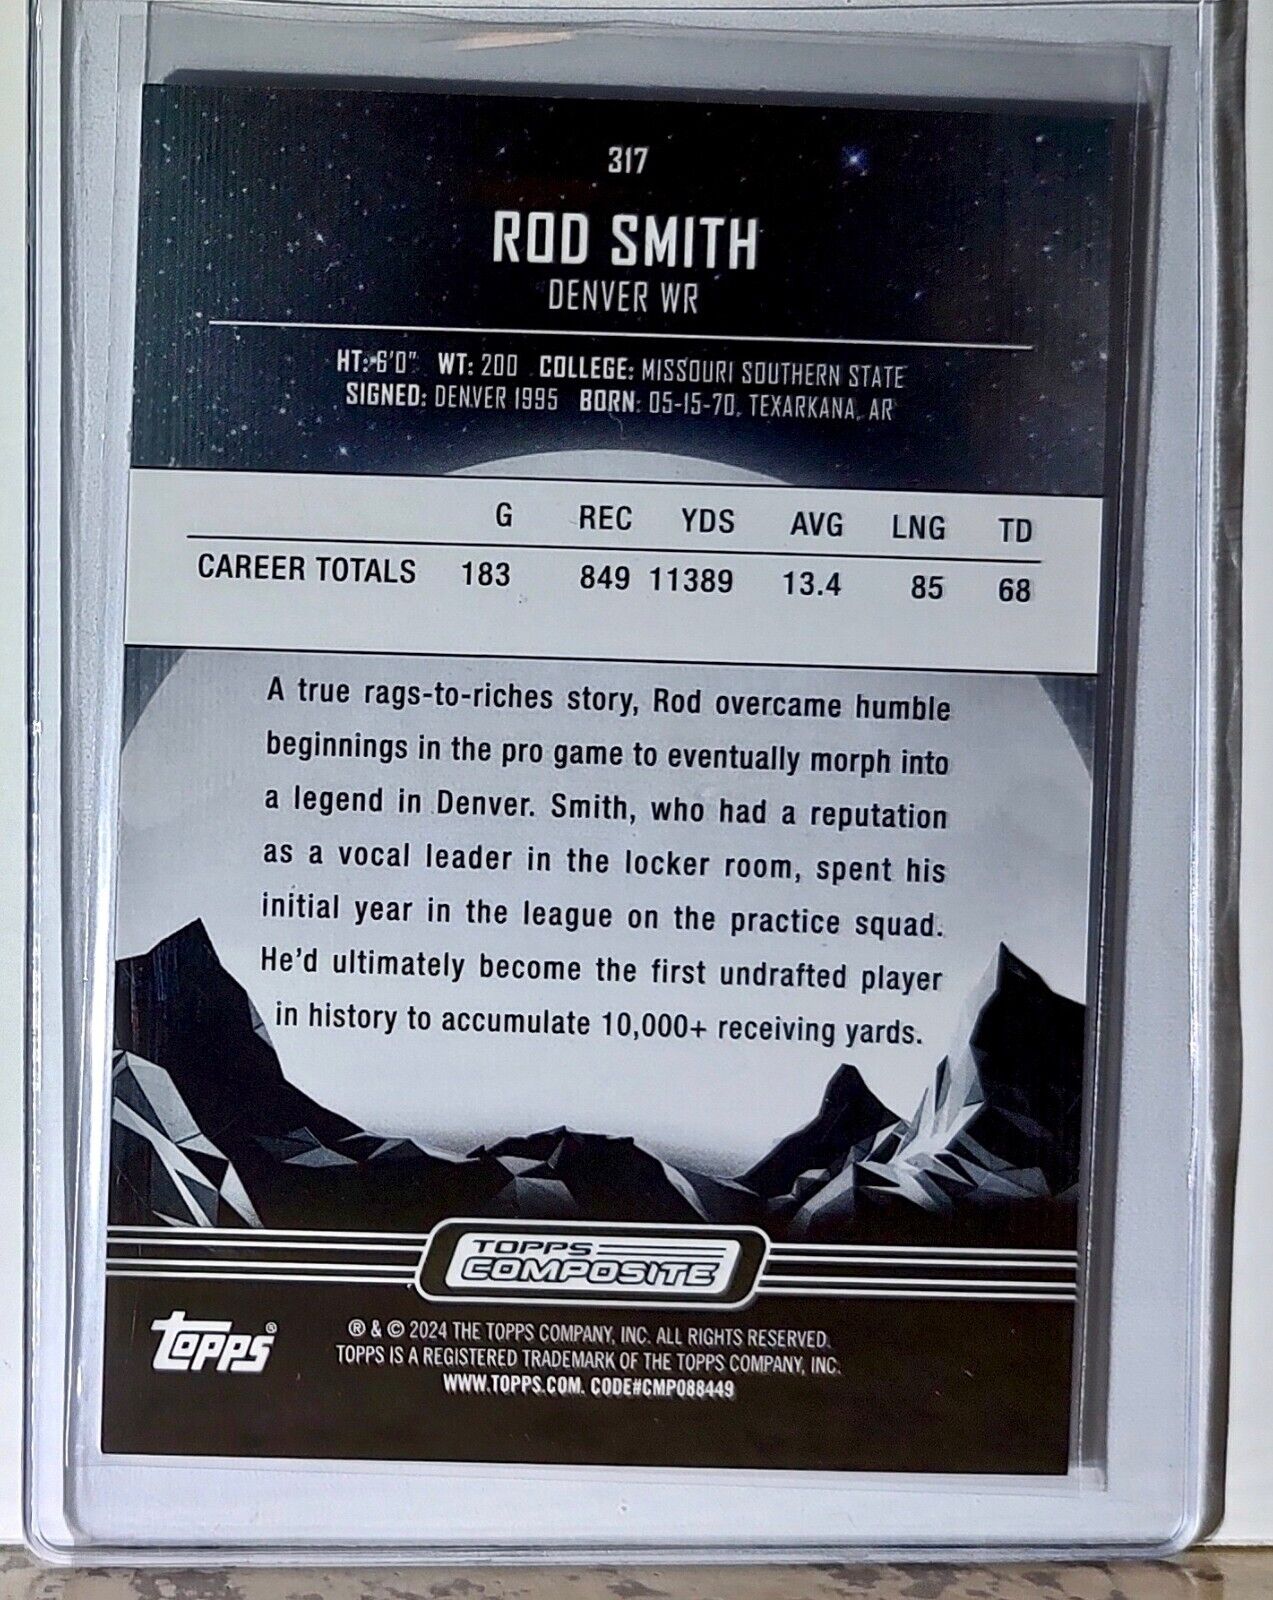 317
ROD SMITH
DENVER WR
HT: 6'0" WT: 200 COLLEGE: MISSOURI SOUTHERN STATE
SIGNED: DENVER 1995 BORN: 05-15-70, TEXARKANA, AR
G REC YDS AVG LNG TD
CAREER TOTALS 183 849 11389 13.4 85 68
A true rags-to-riches story, Rod overcame humble
beginnings in the pro game to eventually morph into
a legend in Denver. Smith, who had a reputation
as a vocal leader in the locker room, spent his
initial year in the league on the practice squad.
He'd ultimately become the first undrafted player
in history to accumulate 10,000+ receiving yards.
TOPPS
COMPOSITE
Topps®
® & © 2024 THE TOPPS COMPANY, INC. ALL RIGHTS RESERVED.
TOPPS IS A REGISTERED TRADEMARK OF THE TOPPS COMPANY, INC.
WWW.TOPPS.COM. CODE#CMP088449